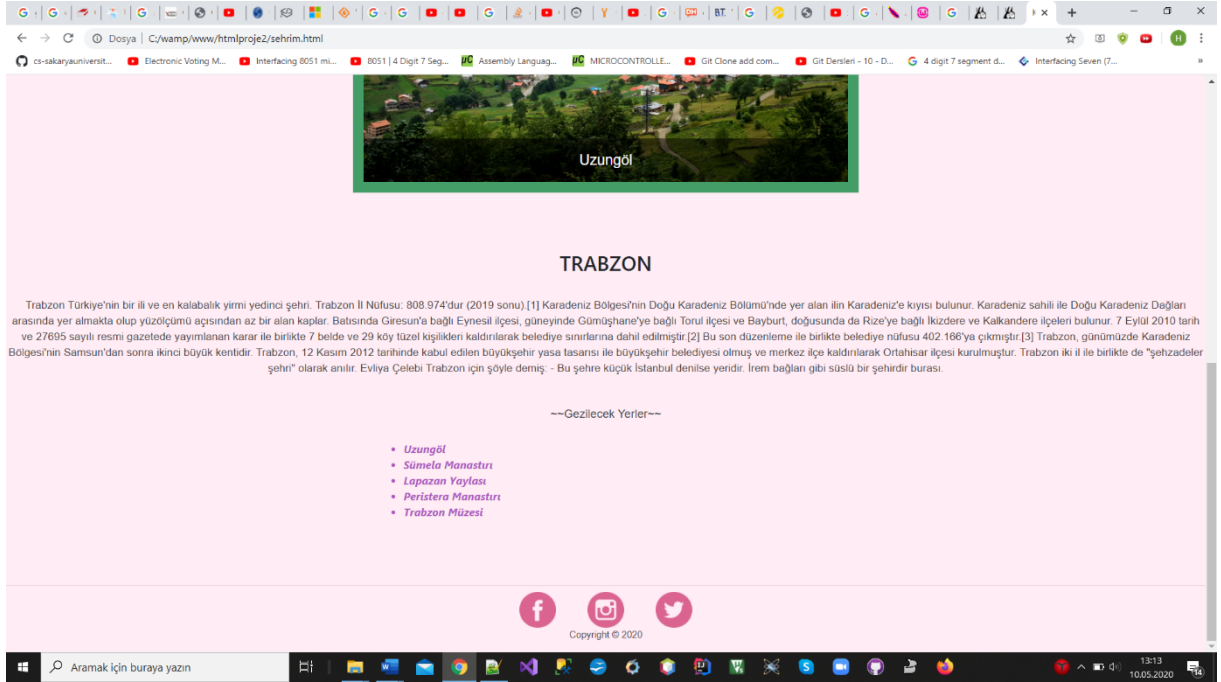 Dosya | C:/wamp/www/htmlproje2/sehrim.html
cs-sakaryauniversit... Electronic Voting M... Interfacing 8051 mi... 8051 | 4 Digit 7 Seg... Assembly Languag... MICROCONTROLLE... Git Clone add com... Git Dersleri - 10 - D... 4 digit 7 segment d... Interfacing Seven (7...
Uzungöl
TRABZON
Trabzon Türkiye'nin bir ili ve en kalabalık yirmi yedinci şehri. Trabzon İl Nüfusu: 808.974'dur (2019 sonu).[1] Karadeniz Bölgesi'nin Doğu Karadeniz Bölümü'nde yer alan ilin Karadeniz'e kıyısı bulunur. Karadeniz sahili ile Doğu Karadeniz Dağları
arasında yer almakta olup yüzölçümü açısından az bir alan kaplar. Batısında Giresun'a bağlı Eynesil ilçesi, güneyinde Gümüşhane'ye bağlı Torul ilçesi ve Bayburt, doğusunda da Rize'ye bağlı İkizdere ve Kalkandere ilçeleri bulunur. 7 Eylül 2010 tarih
ve 27695 sayılı resmi gazetede yayımlanan karar ile birlikte 7 belde ve 29 köy tüzel kişilikleri kaldırılarak belediye sınırlarına dahil edilmiştir.[2] Bu son düzenleme ile birlikte belediye nüfusu 402.166'ya çıkmıştır.[3] Trabzon, günümüzde Karadeniz
Bölgesi'nin Samsun'dan sonra ikinci büyük kentidir. Trabzon, 12 Kasım 2012 tarihinde kabul edilen büyükşehir yasa tasarısı ile büyükşehir belediyesi olmuş ve merkez ilçe kaldırılarak Ortahisar ilçesi kurulmuştur. Trabzon iki il ile birlikte de "şehzadeler
şehri" olarak anılır. Evliya Çelebi Trabzon için şöyle demiş: - Bu şehre küçük İstanbul denilse yeridir. İrem bağları gibi süslü bir şehirdir burası.
~~Gezilecek Yerler~~
• Uzungöl
• Sümela Manastırı
• Lapazan Yaylası
• Peristera Manastırı
• Trabzon Müzesi
Copyright © 2020
Aramak için buraya yazın
13:13
10.05.2020